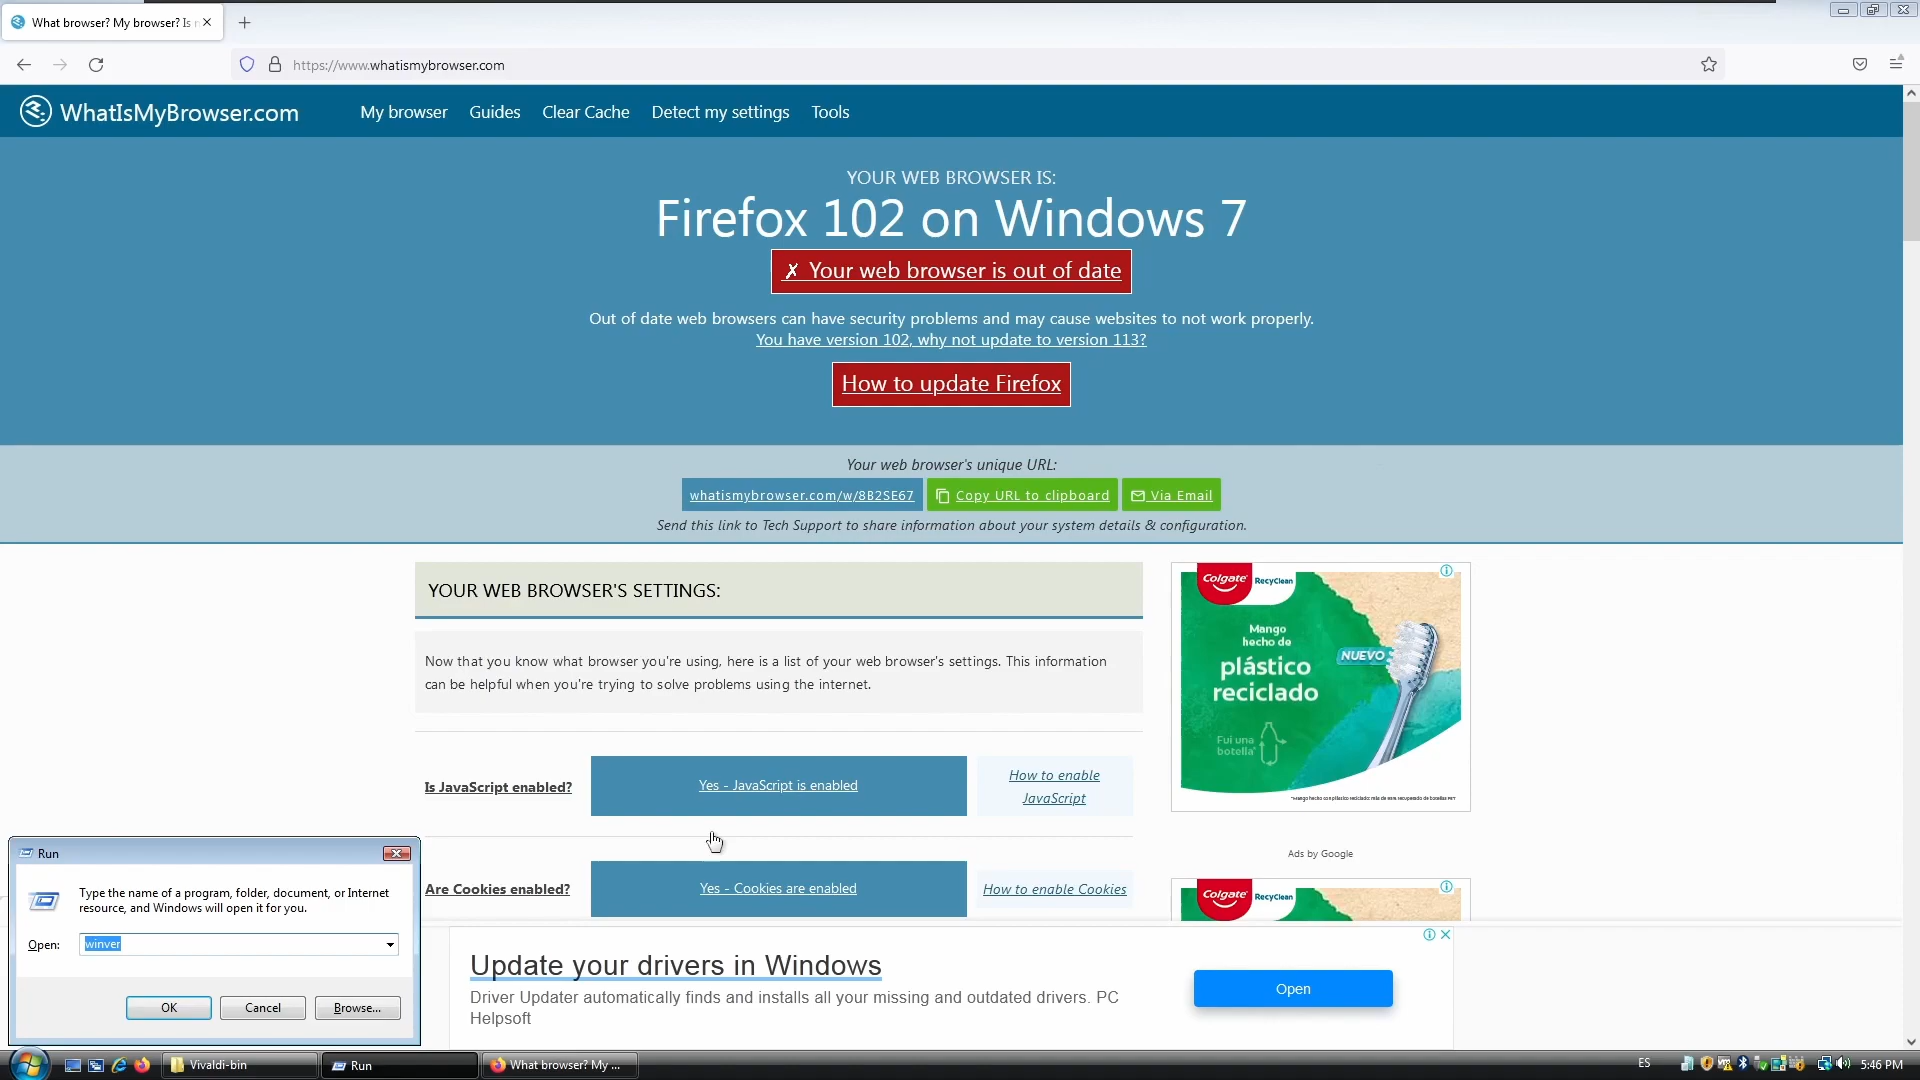 What browser? My browser? Is
https://www.whatismybrowser.com
WhatIsMyBrowser.com
My browser
Guides
Clear Cache
Detect my settings
Tools
YOUR WEB BROWSER IS:
Firefox 102 on Windows 7
✗ Your web browser is out of date
Out of date web browsers can have security problems and may cause websites to not work properly.
You have version 102, why not update to version 113?
How to update Firefox
Your web browser's unique URL:
whatismybrowser.com/w/8B2SE67
Copy URL to clipboard
Via Email
Send this link to Tech Support to share information about your system details & configuration.
YOUR WEB BROWSER'S SETTINGS:
Now that you know what browser you're using, here is a list of your web browser's settings. This information
can be helpful when you're trying to solve problems using the internet.
Is JavaScript enabled?
Yes - JavaScript is enabled
How to enable
JavaScript
Are Cookies enabled?
Yes - Cookies are enabled
How to enable Cookies
Colgate RecyClean
Mango
hecho de
plástico
reciclado
NUEVO
Fui una
botella*
Ads by Google
Colgate RecyClean
Run
Type the name of a program, folder, document, or Internet
resource, and Windows will open it for you.
Open:
winver
OK
Cancel
Browse...
Update your drivers in Windows
Driver Updater automatically finds and installs all your missing and outdated drivers. PC
Helpsoft
Open
Vivaldi-bin
Run
What browser? My ...
ES
5:46 PM